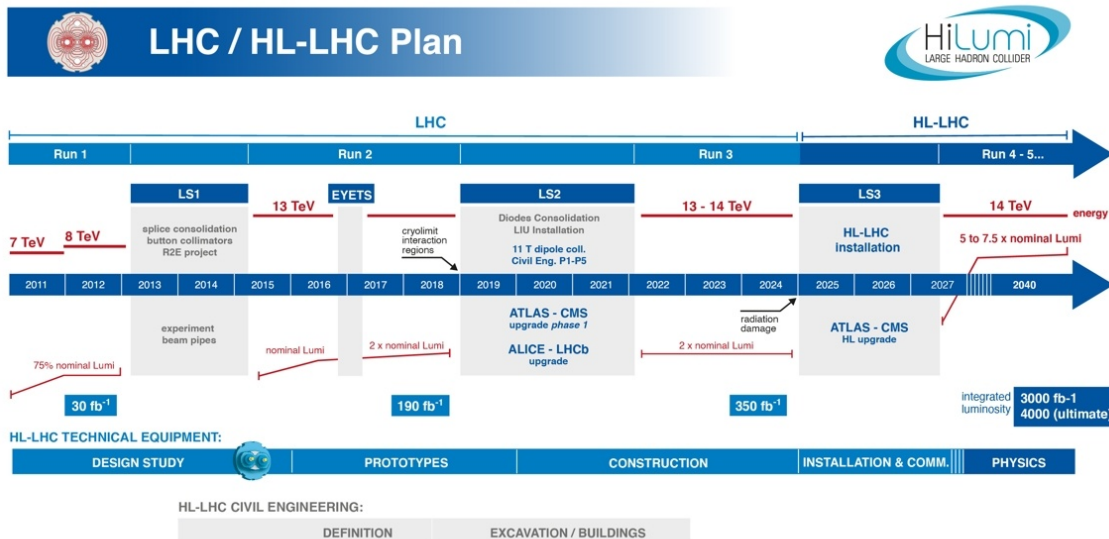 LHC / HL-LHC Plan
HiLumi
LARGE HADRON COLLIDER
LHC
HL-LHC
Run 1
Run 2
Run 3
Run 4 - 5...
LS1
EYETS
LS2
LS3
13 TeV
13 - 14 TeV
14 TeV
energy
splice consolidation
button collimators
R2E project
Diodes Consolidation
LIU Installation
11 T dipole coll.
Civil Eng. P1-P5
HL-LHC
installation
7 TeV
8 TeV
cryolimit
interaction
regions
5 to 7.5 x nominal Lumi
2011 2012 2013 2014 2015 2016 2017 2018 2019 2020 2021 2022 2023 2024 2025 2026 2027 2040
experiment
beam pipes
ATLAS - CMS
upgrade phase 1
ALICE - LHCb
upgrade
radiation
damage
ATLAS - CMS
HL upgrade
75% nominal Lumi
nominal Lumi
2 x nominal Lumi
2 x nominal Lumi
30 fb-1
190 fb-1
350 fb-1
integrated
luminosity
3000 fb-1
4000 (ultimate)
HL-LHC TECHNICAL EQUIPMENT:
DESIGN STUDY
PROTOTYPES
CONSTRUCTION
INSTALLATION & COMM.
PHYSICS
HL-LHC CIVIL ENGINEERING:
DEFINITION
EXCAVATION / BUILDINGS